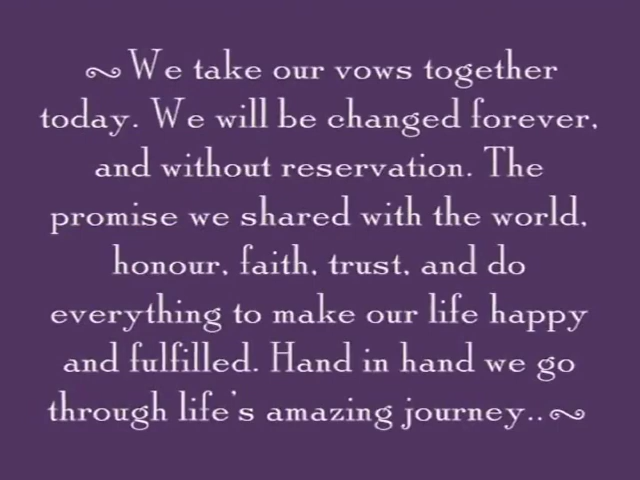 ~We take our vows together
today. We will be changed forever,
and without reservation. The
promise we shared with the world,
honour, faith, trust, and do
everything to make our life happy
and fulfilled. Hand in hand we go
through life's amazing journey..~